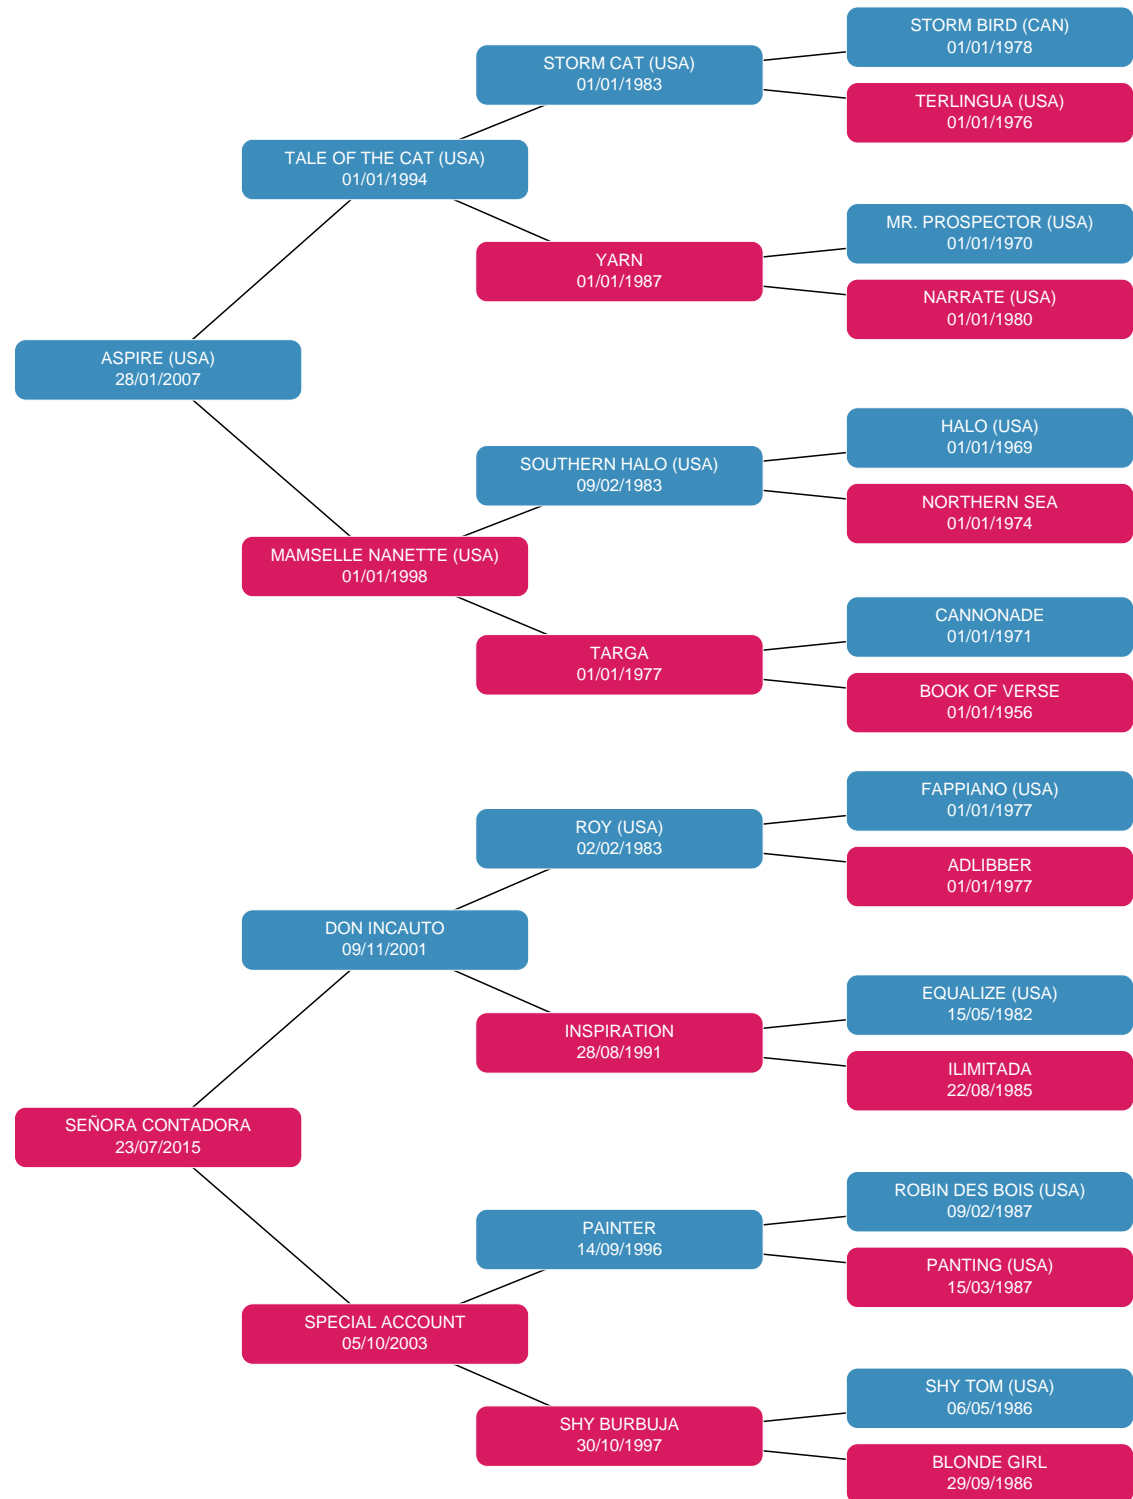 STORM BIRD (CAN)
01/01/1978
STORM CAT (USA)
01/01/1983
TERLINGUA (USA)
01/01/1976
TALE OF THE CAT (USA)
01/01/1994
MR. PROSPECTOR (USA)
01/01/1970
YARN
01/01/1987
NARRATE (USA)
01/01/1980
ASPIRE (USA)
28/01/2007
HALO (USA)
01/01/1969
SOUTHERN HALO (USA)
09/02/1983
NORTHERN SEA
01/01/1974
MAMSELLE NANETTE (USA)
01/01/1998
CANNONADE
01/01/1971
TARGA
01/01/1977
BOOK OF VERSE
01/01/1956
FAPPIANO (USA)
01/01/1977
ROY (USA)
02/02/1983
ADLIBBER
01/01/1977
DON INCAUTO
09/11/2001
EQUALIZE (USA)
15/05/1982
INSPIRATION
28/08/1991
ILIMITADA
22/08/1985
SEÑORA CONTADORA
23/07/2015
ROBIN DES BOIS (USA)
09/02/1987
PAINTER
14/09/1996
PANTING (USA)
15/03/1987
SPECIAL ACCOUNT
05/10/2003
SHY TOM (USA)
06/05/1986
SHY BURBUJA
30/10/1997
BLONDE GIRL
29/09/1986